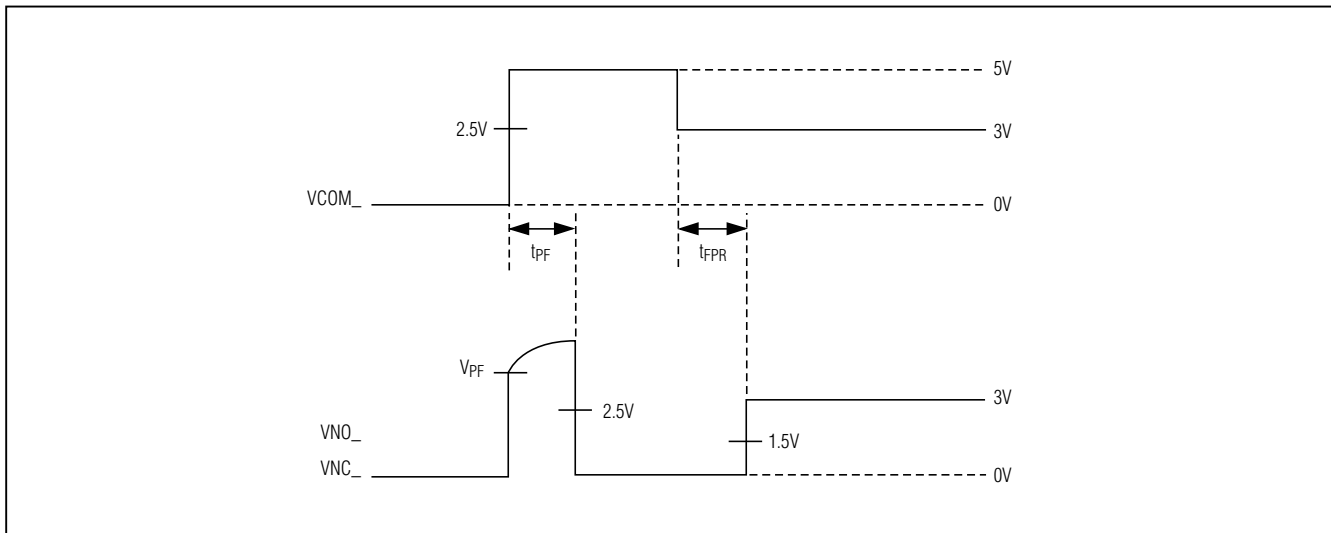 5V
2.5V
3V
VCOM_
0V
tPF
tFPR
VPF
2.5V
3V
VNO_
1.5V
VNC_
0V